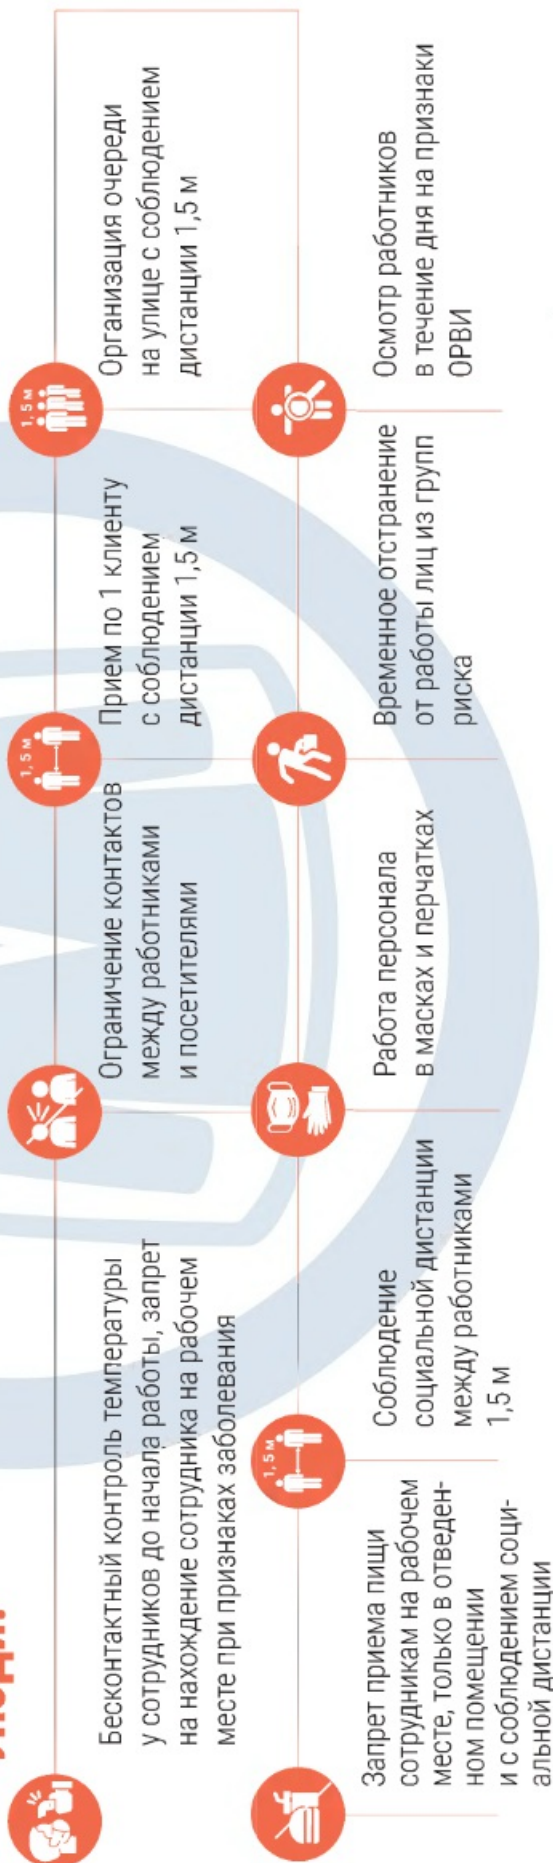 Бесконтактный контроль температуры
у сотрудников до начала работы, запрет
на нахождение сотрудника на рабочем
месте при признаках заболевания
Ограничение контактов
между работниками
и посетителями
1,5 м
Прием по 1 клиенту
с соблюдением
дистанции 1,5 м
1,5 м
Организация очереди
на улице с соблюдением
дистанции 1,5 м
Запрет приема пищи
сотрудникам на рабочем
месте, только в отведен-
ном помещении
и с соблюдением соци-
альной дистанции
1,5 м
Соблюдение
социальной дистанции
между работниками
1,5 м
Работа персонала
в масках и перчатках
Временное отстранение
от работы лиц из групп
риска
Осмотр работников
в течение дня на признаки
ОРВИ